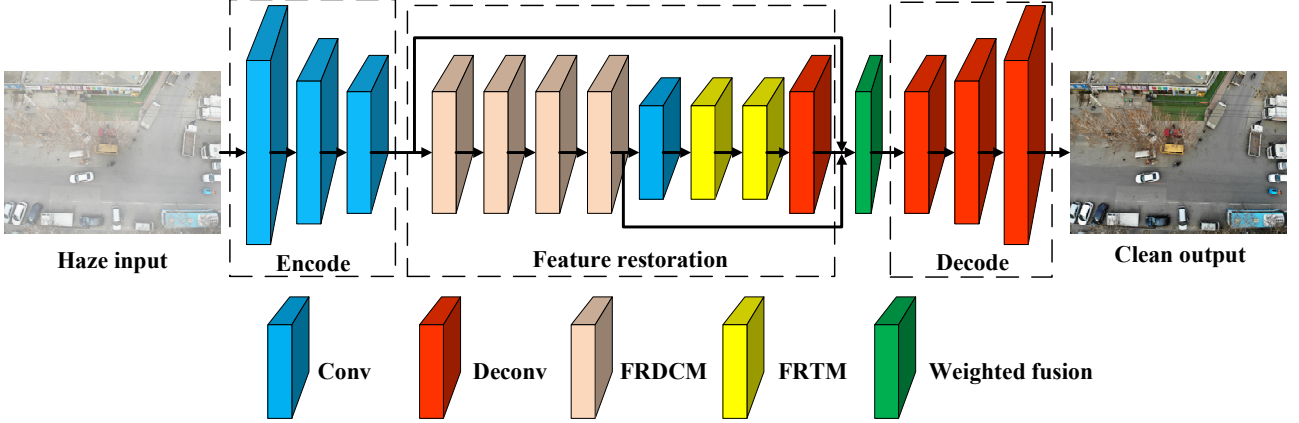 Haze input
Encode
Feature restoration
Decode
Clean output
Conv
Deconv
FRDCM
FRTM
Weighted fusion